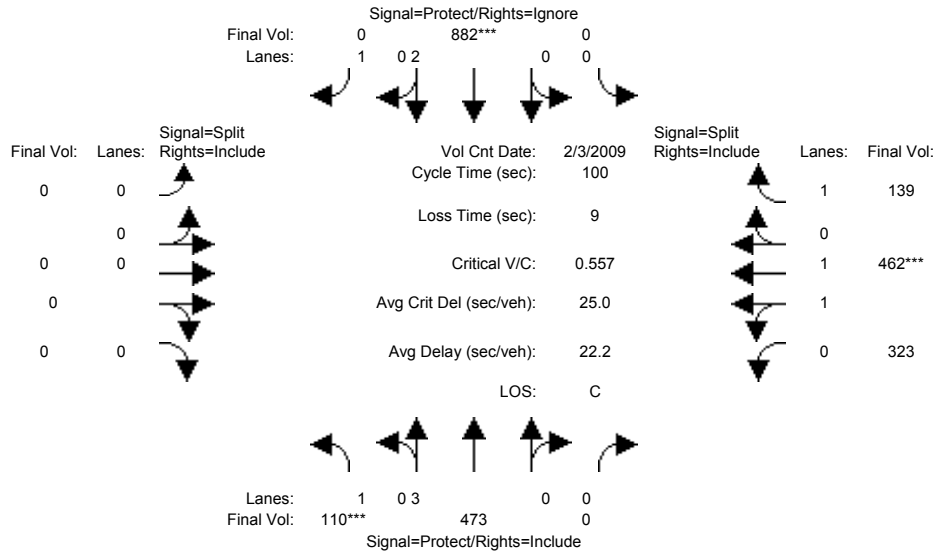 Signal=Protect/Rights=Ignore
Final Vol: 0 882*** 0
Lanes: 1 0 2 0 0
Signal=Split
Final Vol: Lanes: Rights=Include
Vol Cnt Date: 2/3/2009
Signal=Split
Rights=Include Lanes: Final Vol:
Cycle Time (sec): 100
0 0
1 139
Loss Time (sec): 9
0
0
0 0
Critical V/C: 0.557
1 462***
0
Avg Crit Del (sec/veh): 25.0
1
0 0
Avg Delay (sec/veh): 22.2
0 323
LOS: C
Lanes: 1 0 3 0 0
Final Vol: 110*** 473 0
Signal=Protect/Rights=Include